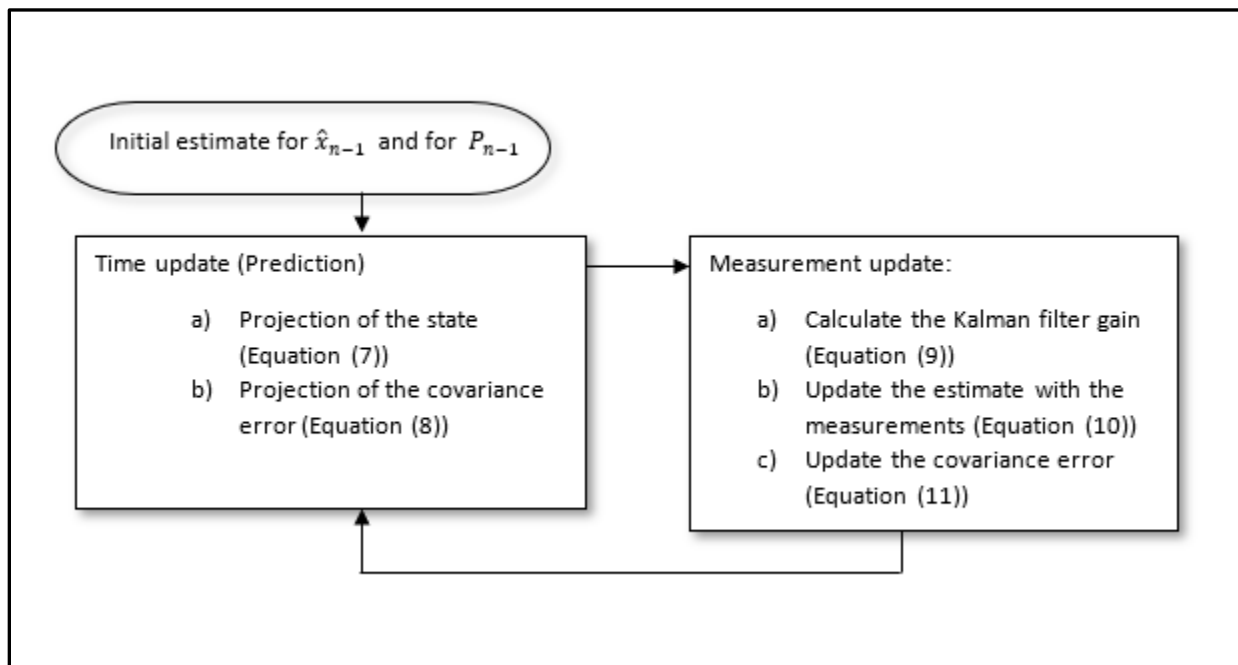 Initial estimate for x̂ₙ₋₁ and for Pₙ₋₁
Time update (Prediction)
a) Projection of the state
(Equation (7))
b) Projection of the covariance
error (Equation (8))
Measurement update:
a) Calculate the Kalman filter gain
(Equation (9))
b) Update the estimate with the
measurements (Equation (10))
c) Update the covariance error
(Equation (11))